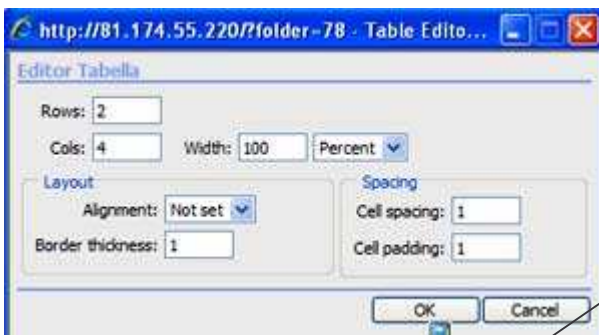 http://81.174.55.220/?folder=78 - Table Edito...
Editor Tabella
Rows: 2
Cols: 4 Width: 100 Percent
Layout Spacing
Alignment: Not set Cell spacing: 1
Border thickness: 1 Cell padding: 1
OK Cancel